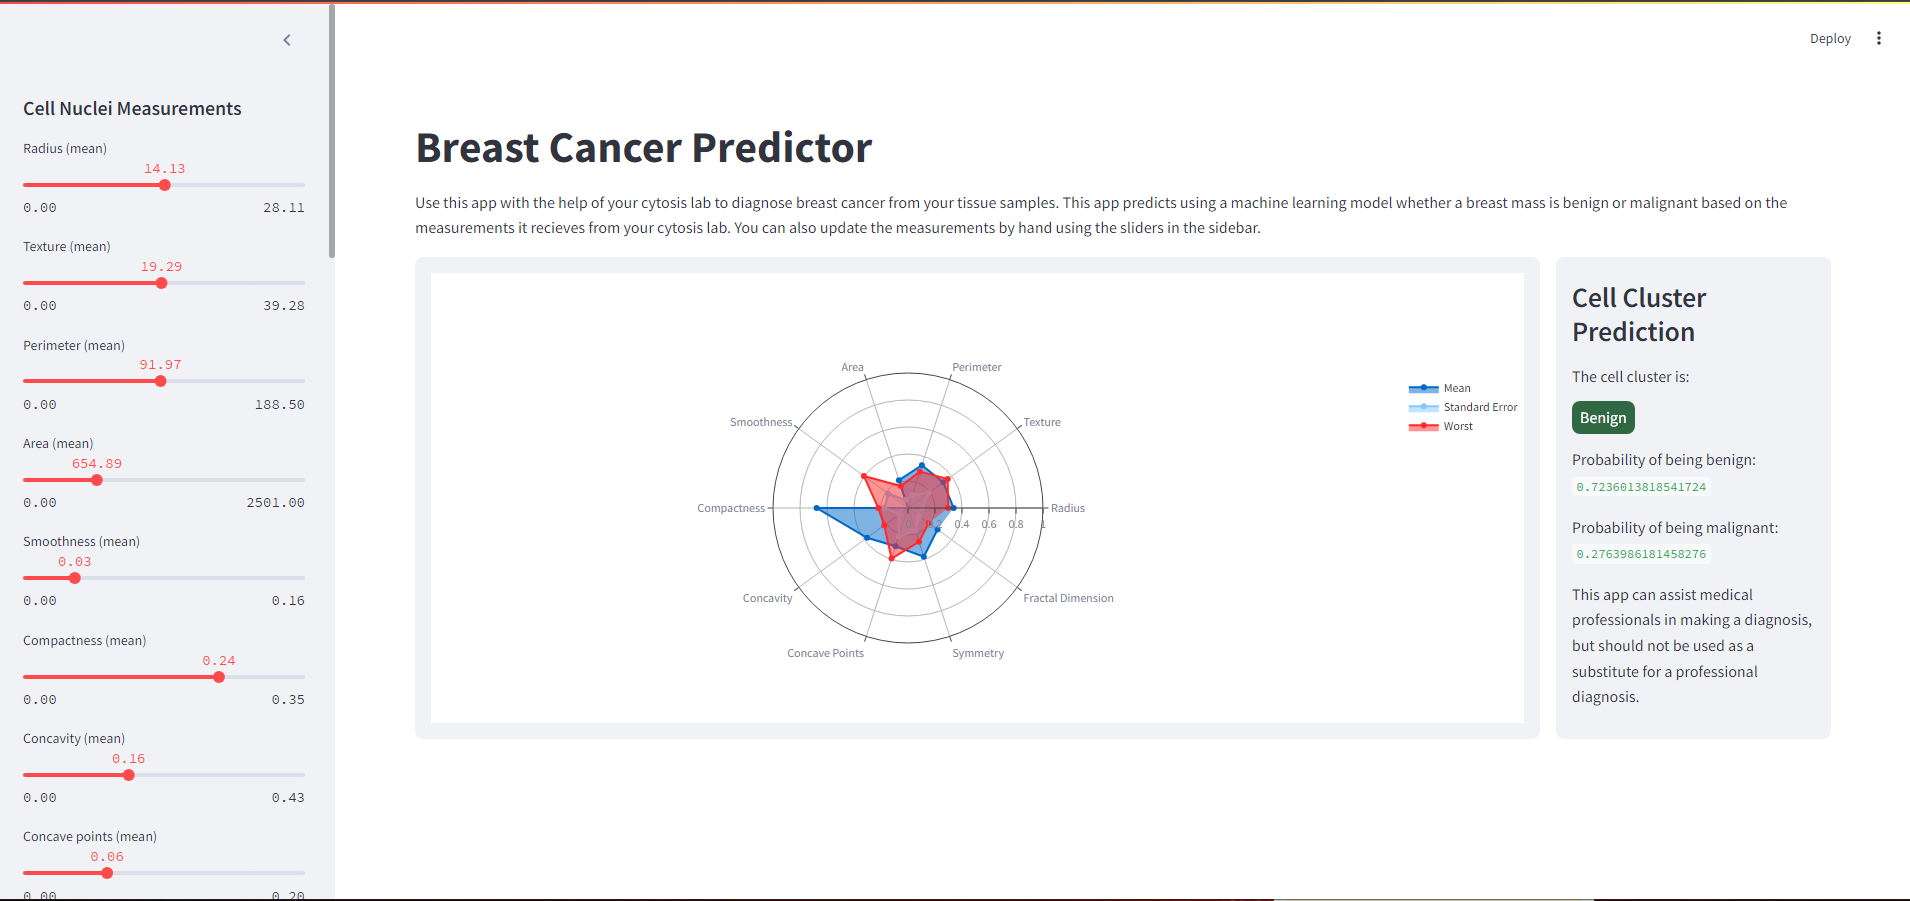 Deploy
Cell Nuclei Measurements
Radius (mean)
14.13
0.00 28.11
Texture (mean)
19.29
0.00 39.28
Perimeter (mean)
91.97
0.00 188.50
Area (mean)
654.89
0.00 2501.00
Smoothness (mean)
0.03
0.00 0.16
Compactness (mean)
0.24
0.00 0.35
Concavity (mean)
0.16
0.00 0.43
Concave points (mean)
0.06
0.00 0.20
Breast Cancer Predictor
Use this app with the help of your cytosis lab to diagnose breast cancer from your tissue samples. This app predicts using a machine learning model whether a breast mass is benign or malignant based on the
measurements it recieves from your cytosis lab. You can also update the measurements by hand using the sliders in the sidebar.
Area Perimeter
Smoothness Texture
Compactness Radius
0 0.2 0.4 0.6 0.8 1
Concavity Fractal Dimension
Concave Points Symmetry
Mean
Standard Error
Worst
Cell Cluster
Prediction
The cell cluster is:
Benign
Probability of being benign:
0.7236013818541724
Probability of being malignant:
0.2763986181458276
This app can assist medical
professionals in making a diagnosis,
but should not be used as a
substitute for a professional
diagnosis.